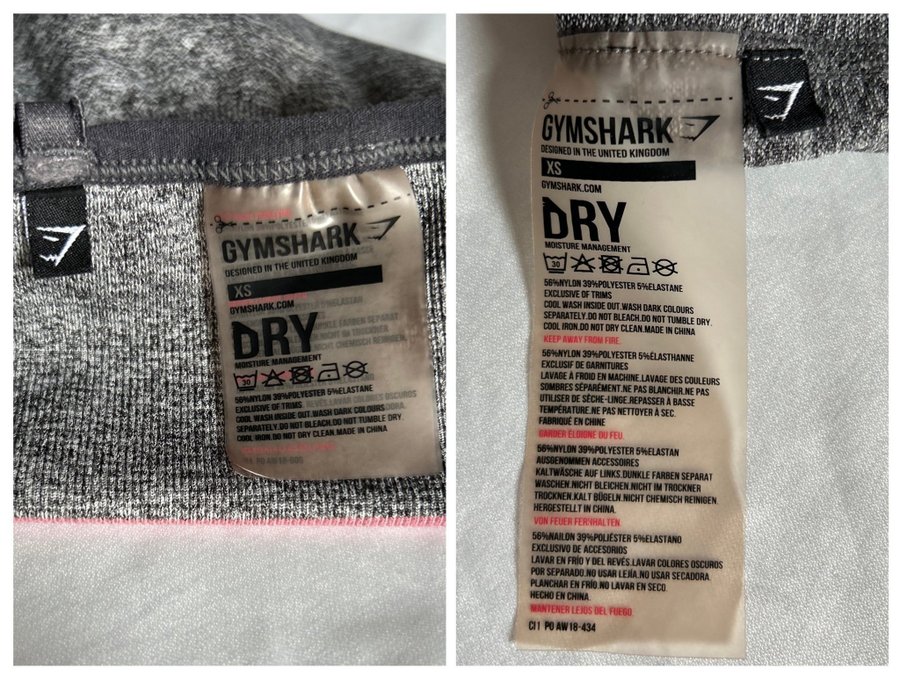 GYMSHARK
DESIGNED IN THE UNITED KINGDOM
XS
GYMSHARK.COM
DRY
MOISTURE MANAGEMENT
30
56%NYLON 39%POLYESTER 5%ELASTANE
EXCLUSIVE OF TRIMS
COOL WASH INSIDE OUT.WASH DARK COLOURS
SEPARATELY.DO NOT BLEACH.DO NOT TUMBLE DRY.
COOL IRON.DO NOT DRY CLEAN.MADE IN CHINA
GYMSHARK
DESIGNED IN THE UNITED KINGDOM
XS
GYMSHARK.COM
DRY
MOISTURE MANAGEMENT
30
56%NYLON 39%POLYESTER 5%ELASTANE
EXCLUSIVE OF TRIMS
COOL WASH INSIDE OUT.WASH DARK COLOURS
SEPARATELY.DO NOT BLEACH.DO NOT TUMBLE DRY.
COOL IRON.DO NOT DRY CLEAN.MADE IN CHINA
KEEP AWAY FROM FIRE.
56%NYLON 39%POLYESTER 5%ÉLASTHANNE
EXCLUSIF DE GARNITURES
LAVAGE À FROID EN MACHINE.LAVAGE DES COULEURS
SOMBRES SÉPARÉMENT.NE PAS BLANCHIR.NE PAS
UTILISER DE SÈCHE-LINGE.REPASSER À BASSE
TEMPÉRATURE.NE PAS NETTOYER À SEC.
FABRIQUÉ EN CHINE
GARDER ÉLOIGNE DU FEU.
56%NYLON 39%POLYESTER 5%ELASTAN
AUSGENOMMEN ACCESSOIRES
KALTWÄSCHE AUF LINKS.DUNKLE FARBEN SEPARAT
WASCHEN.NICHT BLEICHEN.NICHT IM TROCKNER
TROCKNEN.KALT BÜGELN.NICHT CHEMISCH REINIGEN.
HERGESTELLT IN CHINA.
VON FEUER FERNHALTEN
56%NAILON 39%POLIÉSTER 5%ELASTANO
EXCLUSIVO DE ACCESORIOS
LAVAR EN FRÍO Y DEL REVÉS.LAVAR COLORES OSCUROS
POR SEPARADO.NO USAR LEJÍA.NO USAR SECADORA.
PLANCHAR EN FRÍO.NO LAVAR EN SECO.
HECHO EN CHINA.
MANTENER LEJOS DEL FUEGO.
CI1 PO AW18-434